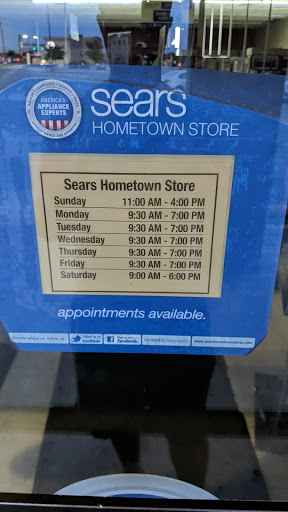 AMERICA'S
APPLIANCE
EXPERTS
sears
HOMETOWN STORE
Sears Hometown Store
Sunday 11:00 AM - 4:00 PM
Monday 9:30 AM - 7:00 PM
Tuesday 9:30 AM - 7:00 PM
Wednesday 9:30 AM - 7:00 PM
Thursday 9:30 AM - 7:00 PM
Friday 9:30 AM - 7:00 PM
Saturday 9:00 AM - 6:00 PM
appointments available.
facebook.